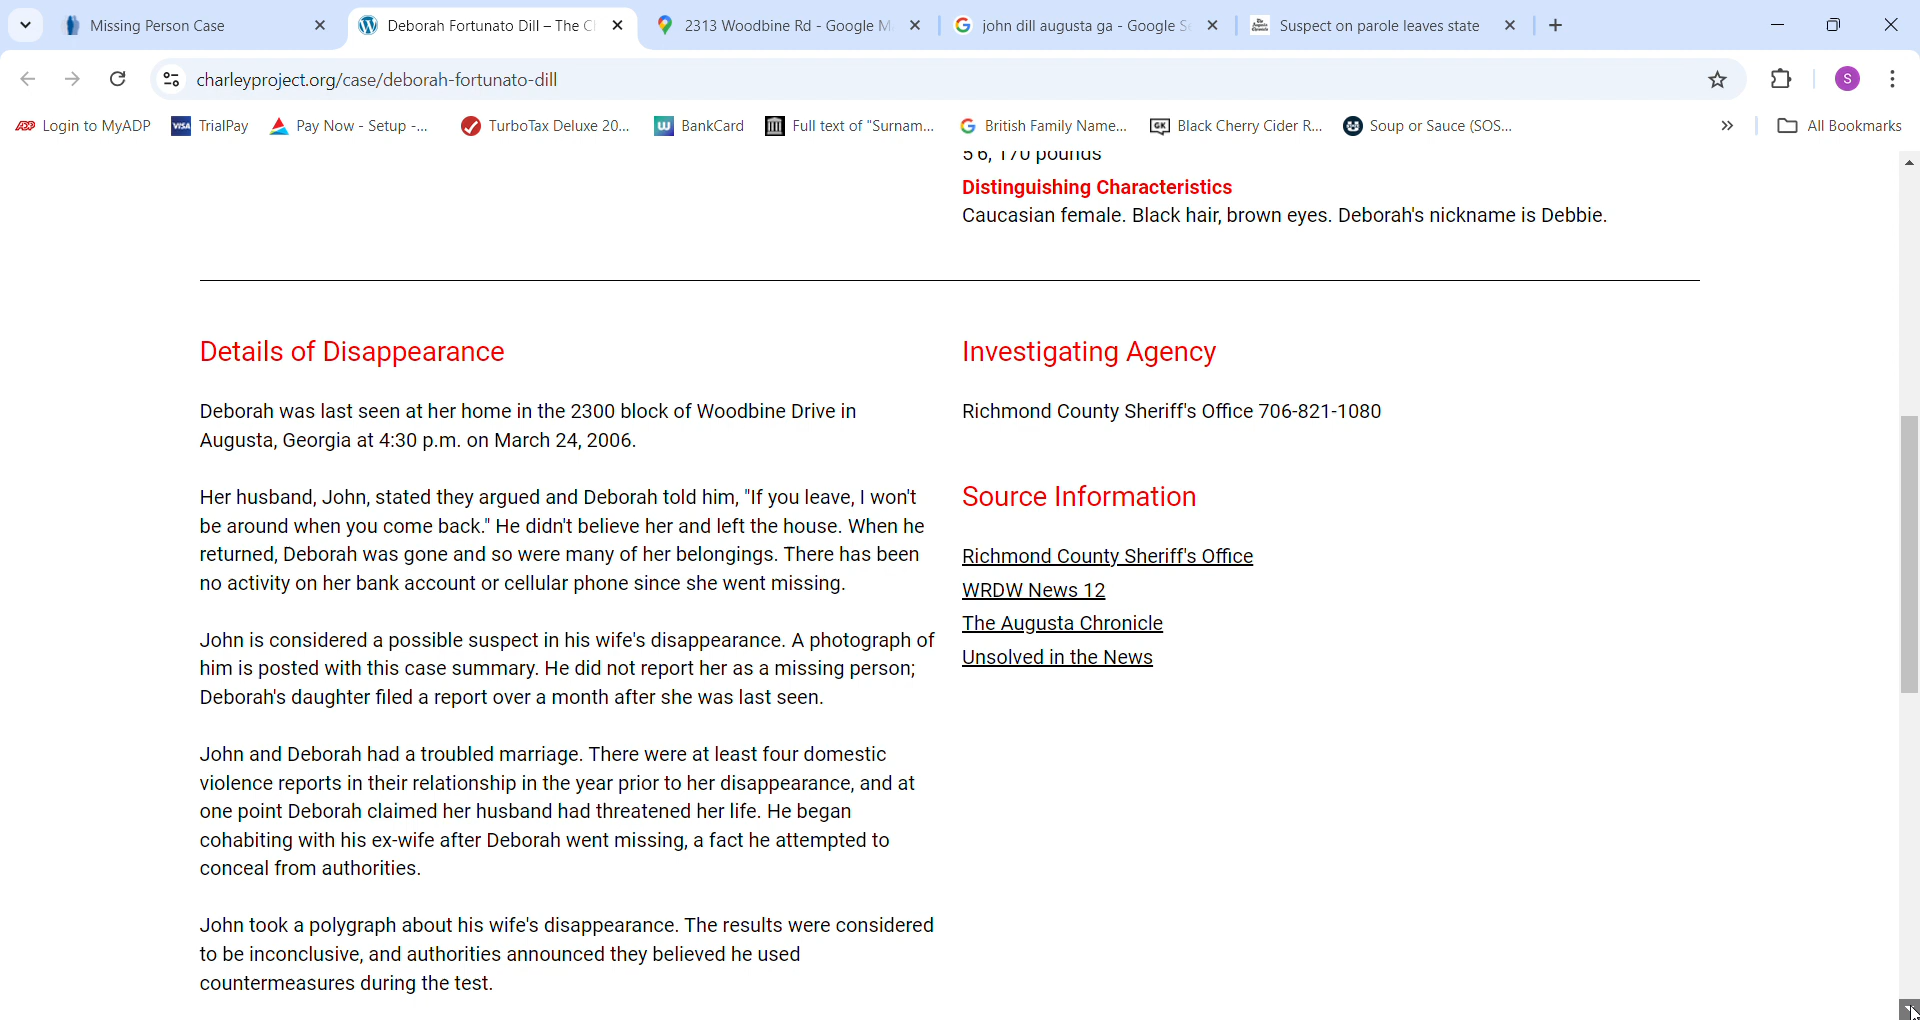 Missing Person Case
Deborah Fortunato Dill – The C
2313 Woodbine Rd - Google M
john dill augusta ga - Google S
Suspect on parole leaves state
charleyproject.org/case/deborah-fortunato-dill
S
ADP Login to MyADP
VISA TrialPay
Pay Now - Setup -...
TurboTax Deluxe 20...
BankCard
Full text of "Surnam...
British Family Name...
GK Black Cherry Cider R...
Soup or Sauce (SOS...
All Bookmarks
5'6, 170 pounds
Distinguishing Characteristics
Caucasian female. Black hair, brown eyes. Deborah's nickname is Debbie.
Details of Disappearance
Deborah was last seen at her home in the 2300 block of Woodbine Drive in
Augusta, Georgia at 4:30 p.m. on March 24, 2006.
Her husband, John, stated they argued and Deborah told him, "If you leave, I won't
be around when you come back." He didn't believe her and left the house. When he
returned, Deborah was gone and so were many of her belongings. There has been
no activity on her bank account or cellular phone since she went missing.
John is considered a possible suspect in his wife's disappearance. A photograph of
him is posted with this case summary. He did not report her as a missing person;
Deborah's daughter filed a report over a month after she was last seen.
John and Deborah had a troubled marriage. There were at least four domestic
violence reports in their relationship in the year prior to her disappearance, and at
one point Deborah claimed her husband had threatened her life. He began
cohabiting with his ex-wife after Deborah went missing, a fact he attempted to
conceal from authorities.
John took a polygraph about his wife's disappearance. The results were considered
to be inconclusive, and authorities announced they believed he used
countermeasures during the test.
Investigating Agency
Richmond County Sheriff's Office 706-821-1080
Source Information
Richmond County Sheriff's Office
WRDW News 12
The Augusta Chronicle
Unsolved in the News